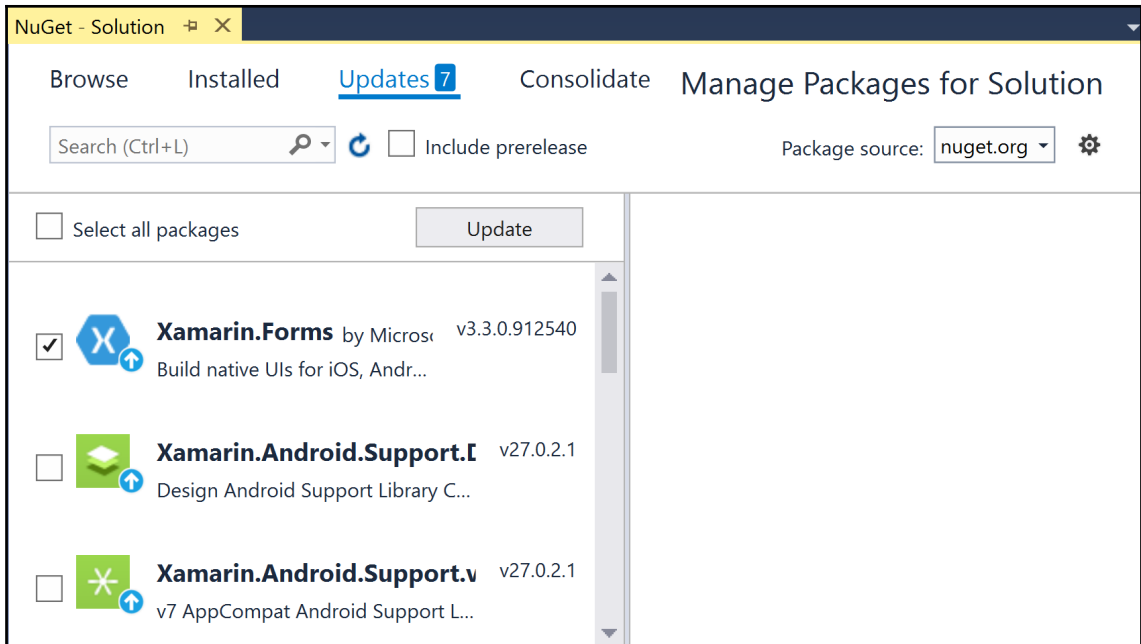 NuGet - Solution
Browse Installed Updates 7 Consolidate Manage Packages for Solution
Search (Ctrl+L) Include prerelease Package source: nuget.org
Select all packages Update
Xamarin.Forms by Microsc v3.3.0.912540
Build native UIs for iOS, Andr...
Xamarin.Android.Support.D v27.0.2.1
Design Android Support Library C...
Xamarin.Android.Support.v v27.0.2.1
v7 AppCompat Android Support L...